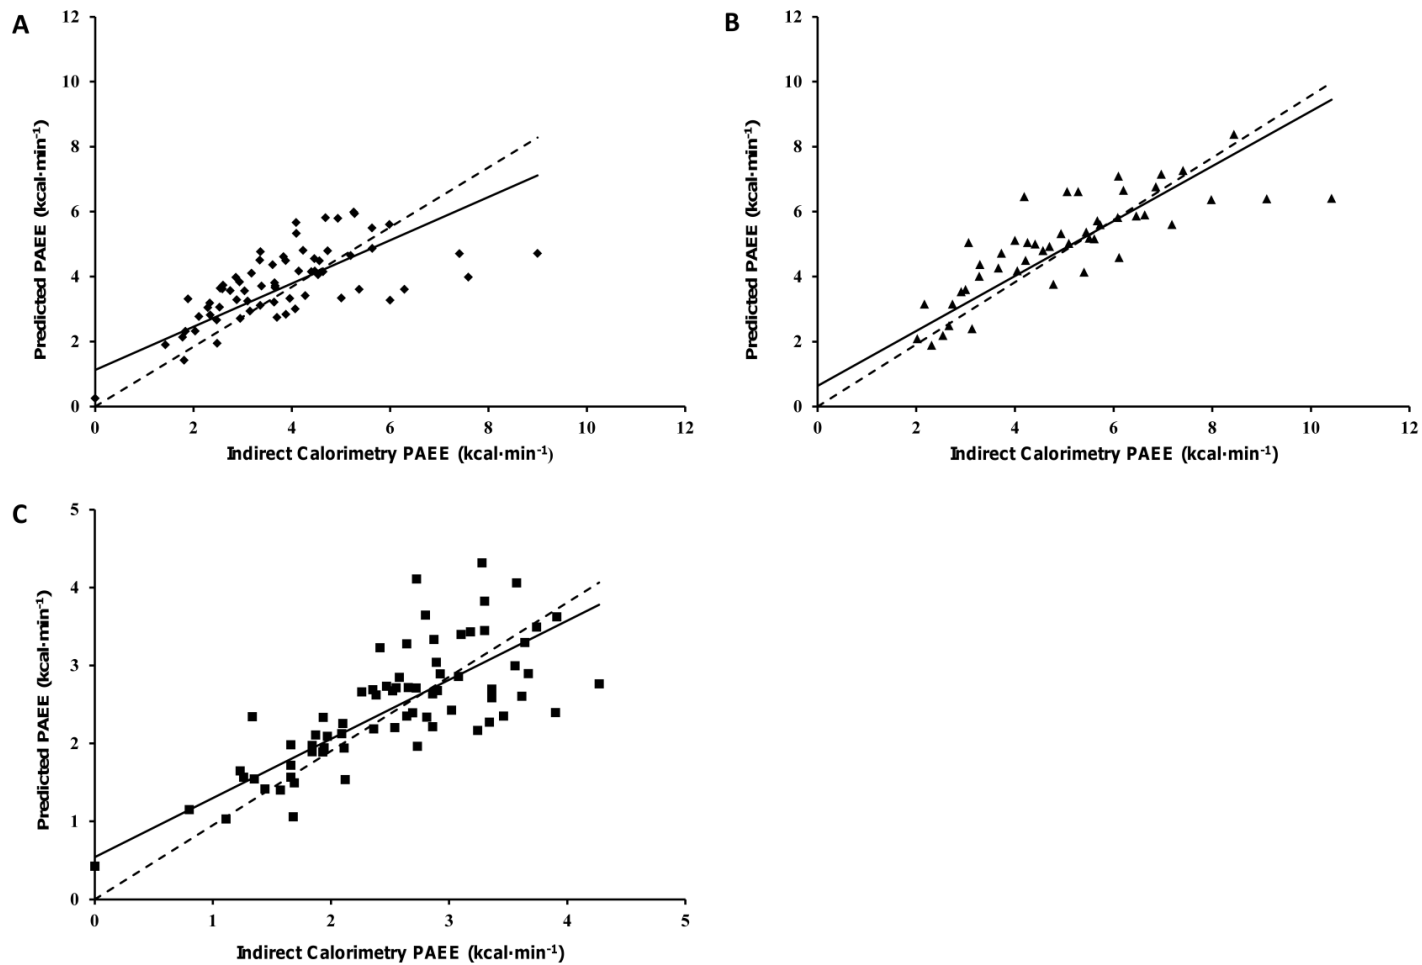 A
12
10
8
6
4
2
0
Predicted PAEE (kcal·min-1)
0 2 4 6 8 10 12
Indirect Calorimetry PAEE (kcal·min-1)
B
12
10
8
6
4
2
0
Predicted PAEE (kcal·min-1)
0 2 4 6 8 10 12
Indirect Calorimetry PAEE (kcal·min-1)
C
5
4
3
2
1
0
Predicted PAEE (kcal·min-1)
0 1 2 3 4 5
Indirect Calorimetry PAEE (kcal·min-1)